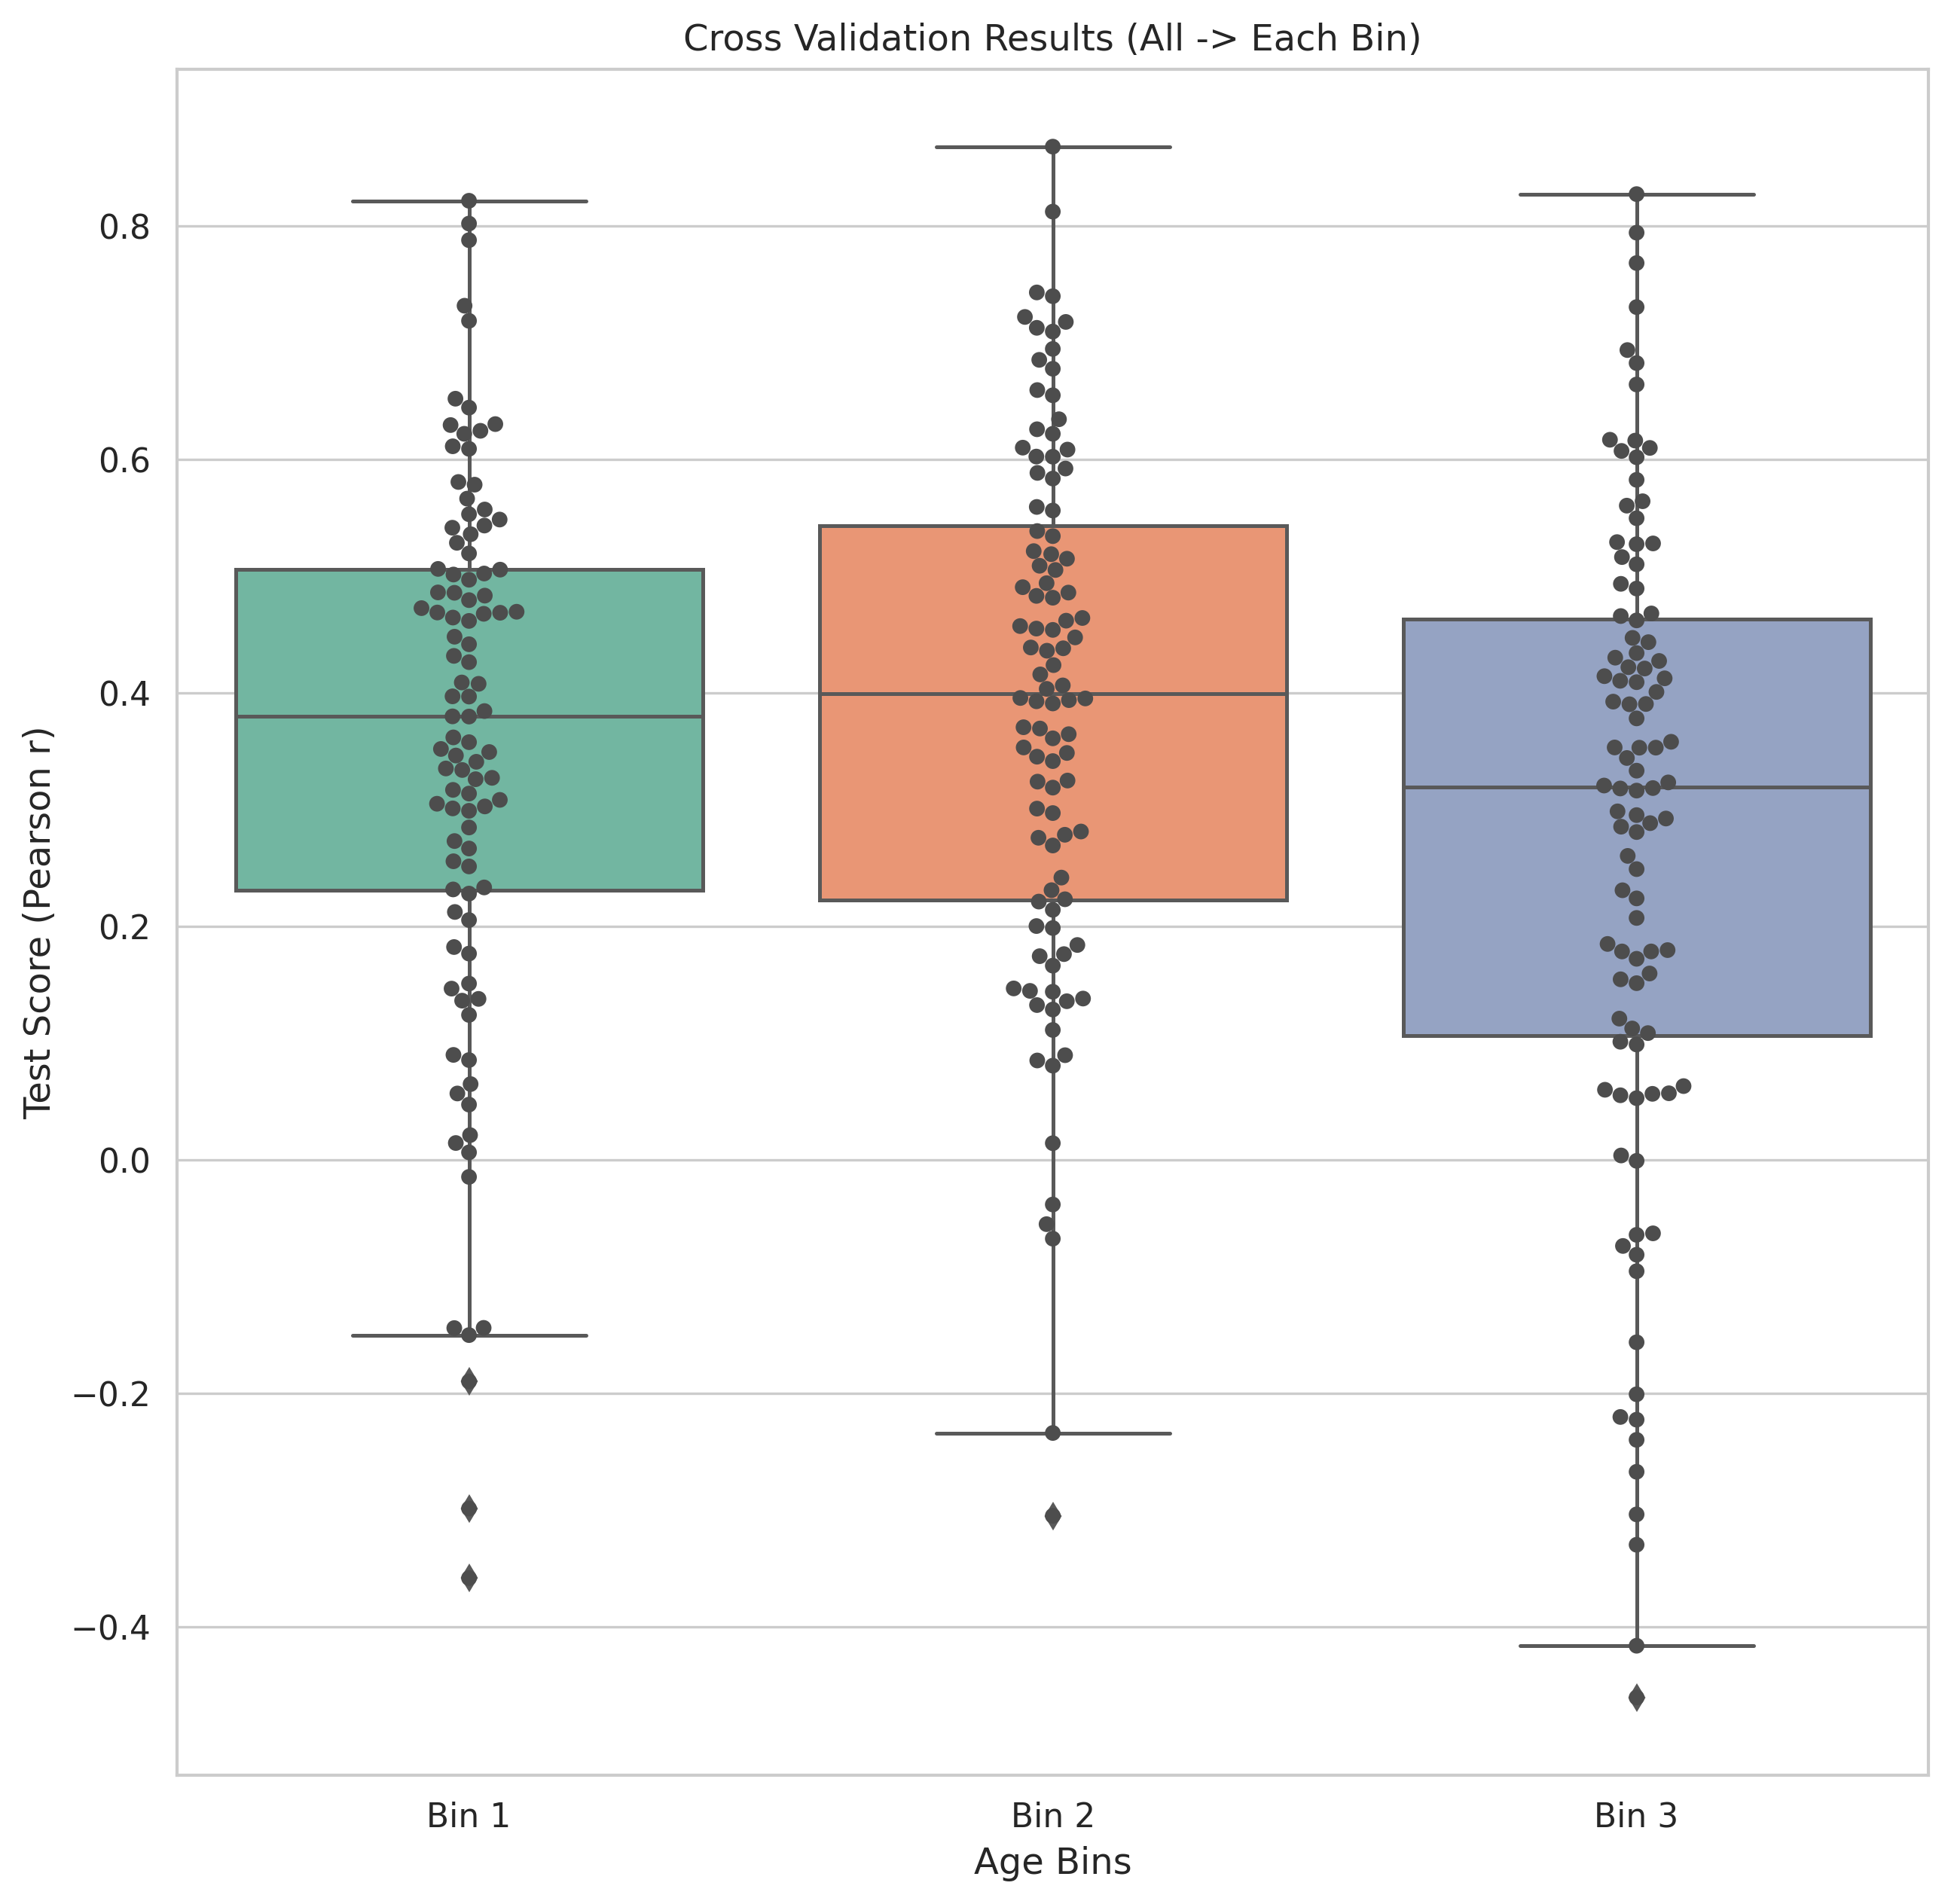 Cross Validation Results (All -> Each Bin)
Test Score (Pearson r)
0.8
0.6
0.4
0.2
0.0
−0.2
−0.4
Bin 1
Bin 2
Bin 3
Age Bins